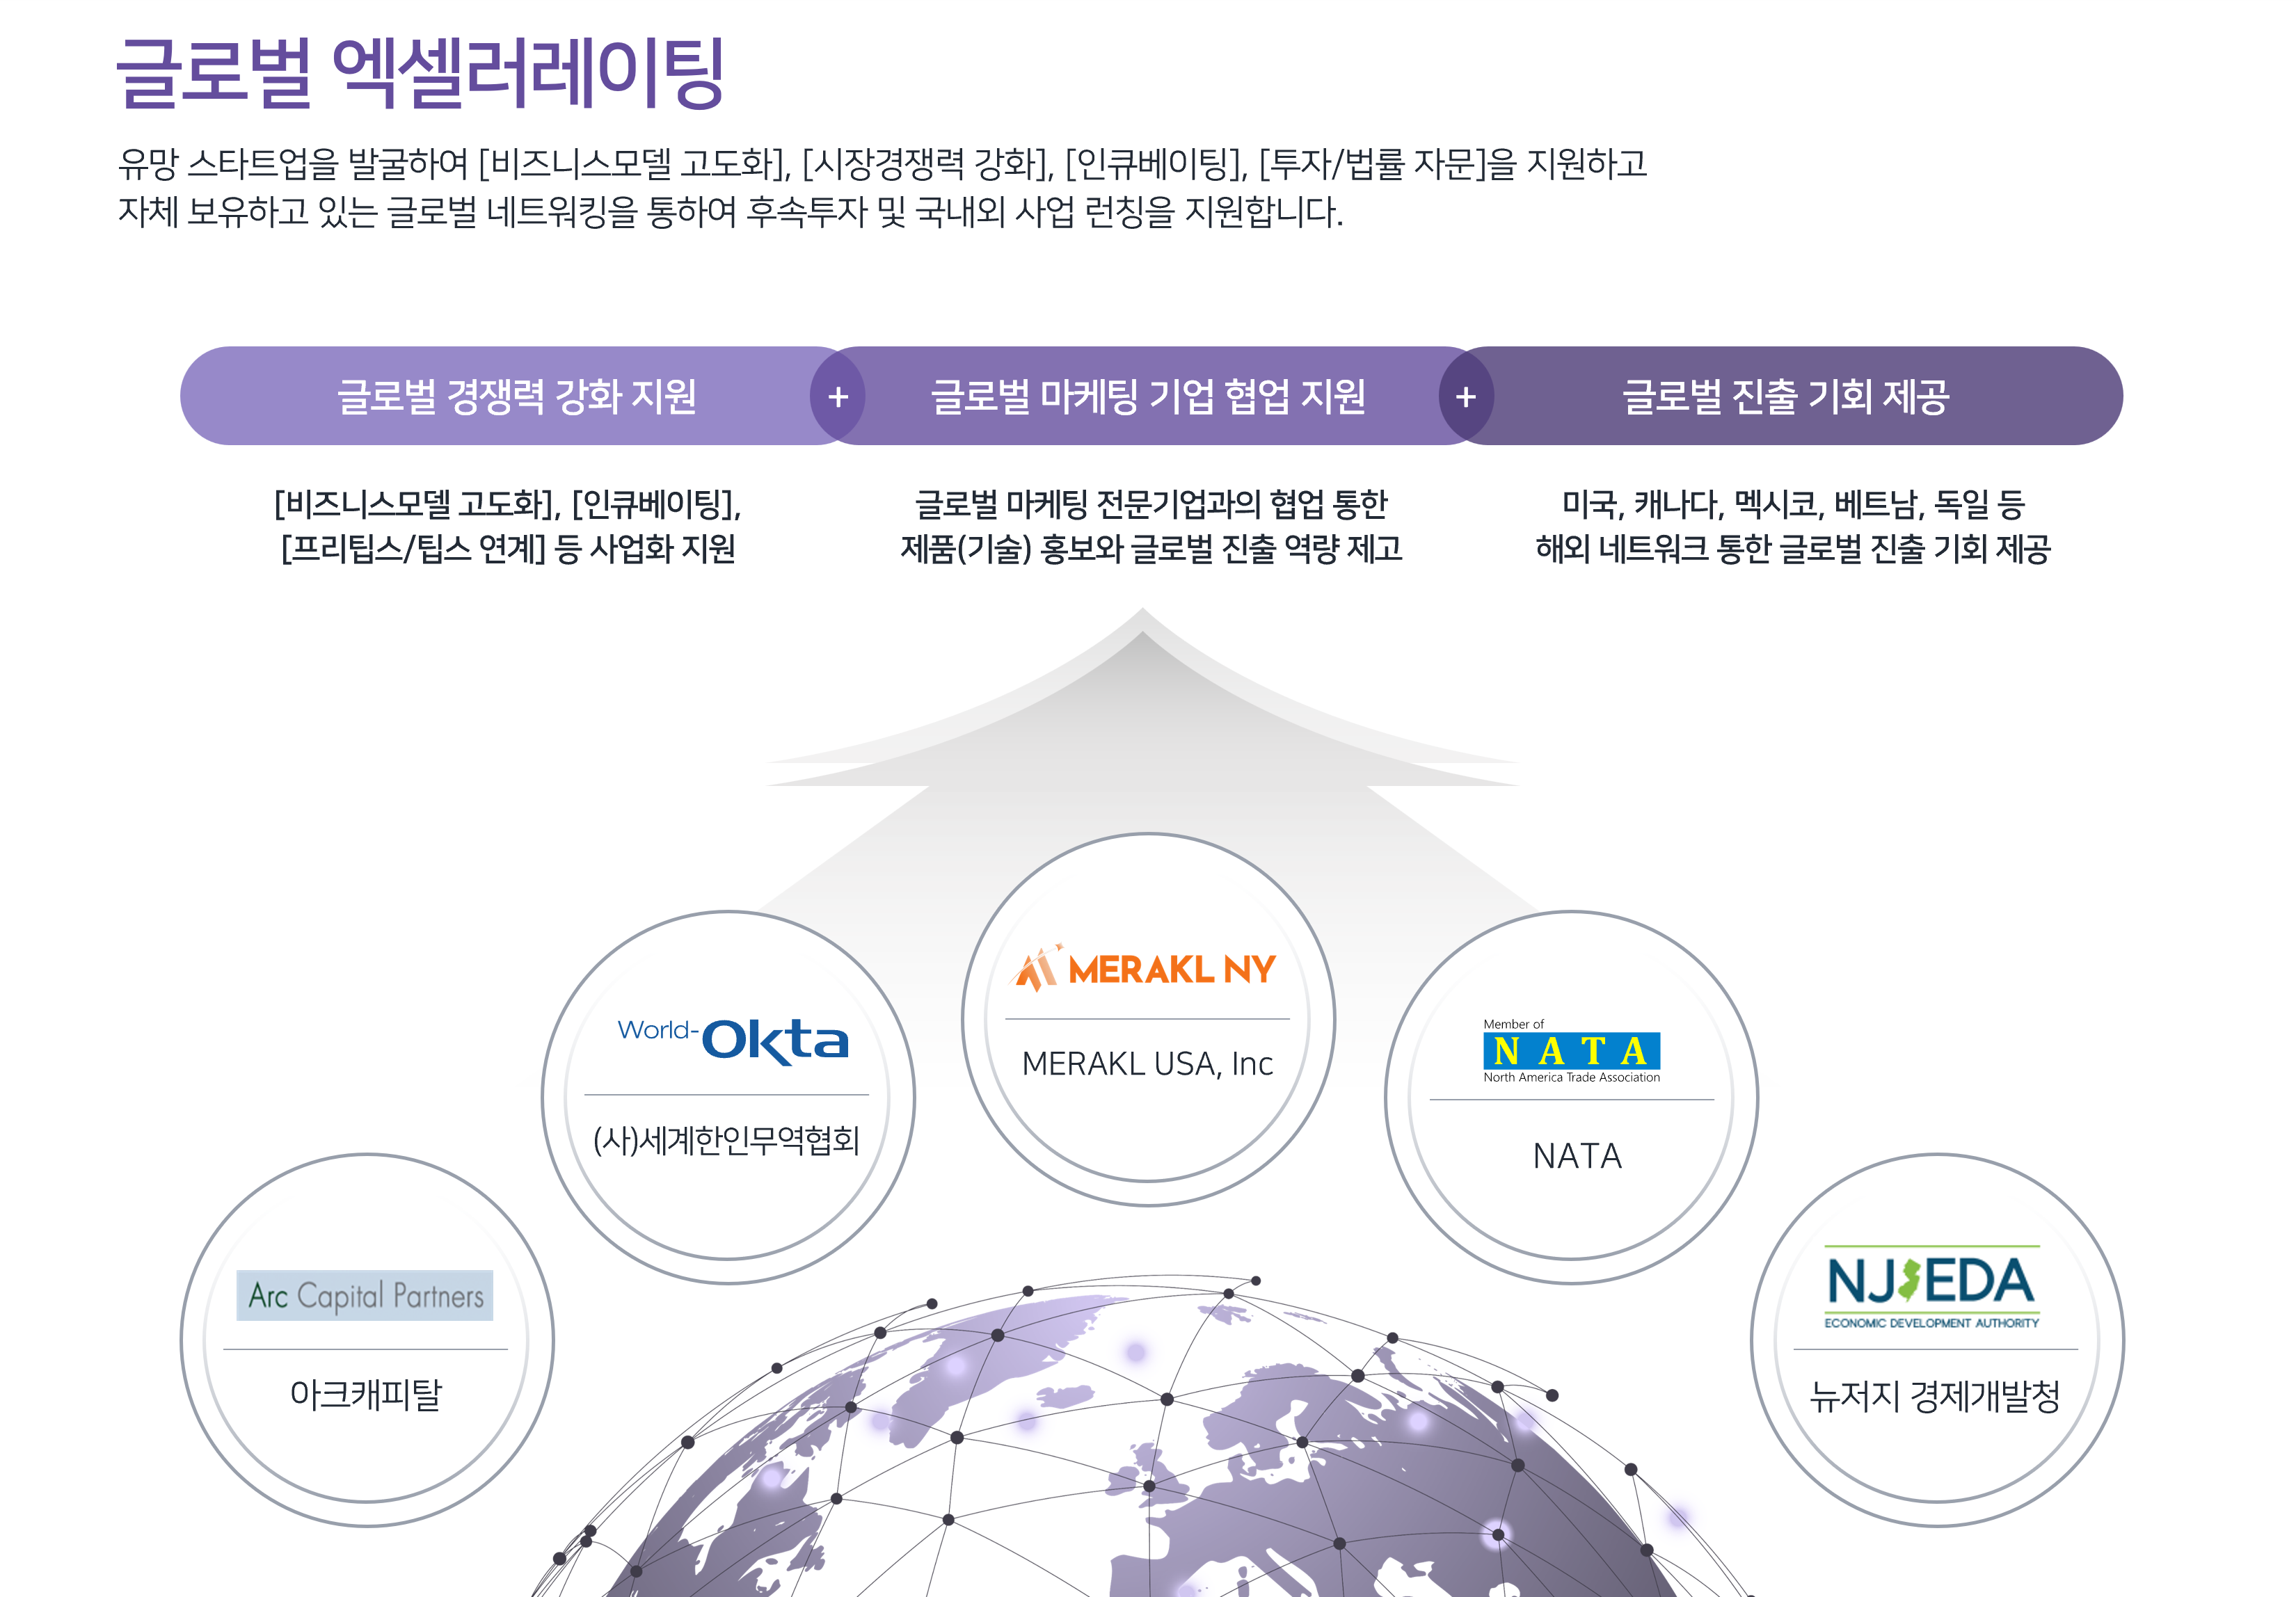 글로벌 엑셀러레이팅
유망 스타트업을 발굴하여 [비즈니스모델 고도화], [시장경쟁력 강화], [인큐베이팅], [투자/법률 자문]을 지원하고
자체 보유하고 있는 글로벌 네트워킹을 통하여 후속투자 및 국내외 사업 런칭을 지원합니다.
글로벌 경쟁력 강화 지원 + 글로벌 마케팅 기업 협업 지원 + 글로벌 진출 기회 제공
[비즈니스모델 고도화], [인큐베이팅],
[프리팁스/팁스 연계] 등 사업화 지원
글로벌 마케팅 전문기업과의 협업 통한
제품(기술) 홍보와 글로벌 진출 역량 제고
미국, 캐나다, 멕시코, 베트남, 독일 등
해외 네트워크 통한 글로벌 진출 기회 제공
Arc Capital Partners
아크캐피탈
World-Okta
(사)세계한인무역협회
MERAKL NY
MERAKL USA, Inc
Member of
NATA
North America Trade Association
NATA
NJEDA
ECONOMIC DEVELOPMENT AUTHORITY
뉴저지 경제개발청